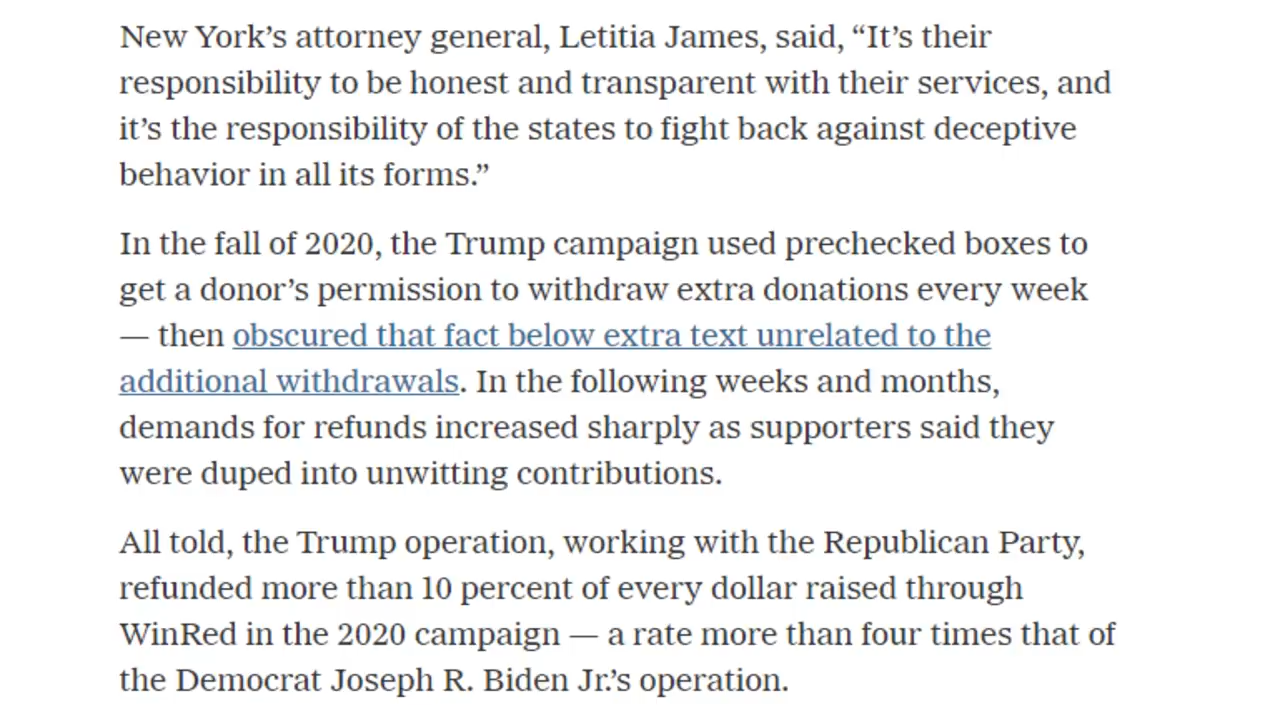 New York’s attorney general, Letitia James, said, “It’s their
responsibility to be honest and transparent with their services, and
it’s the responsibility of the states to fight back against deceptive
behavior in all its forms.”
In the fall of 2020, the Trump campaign used prechecked boxes to
get a donor’s permission to withdraw extra donations every week
— then obscured that fact below extra text unrelated to the
additional withdrawals. In the following weeks and months,
demands for refunds increased sharply as supporters said they
were duped into unwitting contributions.
All told, the Trump operation, working with the Republican Party,
refunded more than 10 percent of every dollar raised through
WinRed in the 2020 campaign — a rate more than four times that of
the Democrat Joseph R. Biden Jr.’s operation.